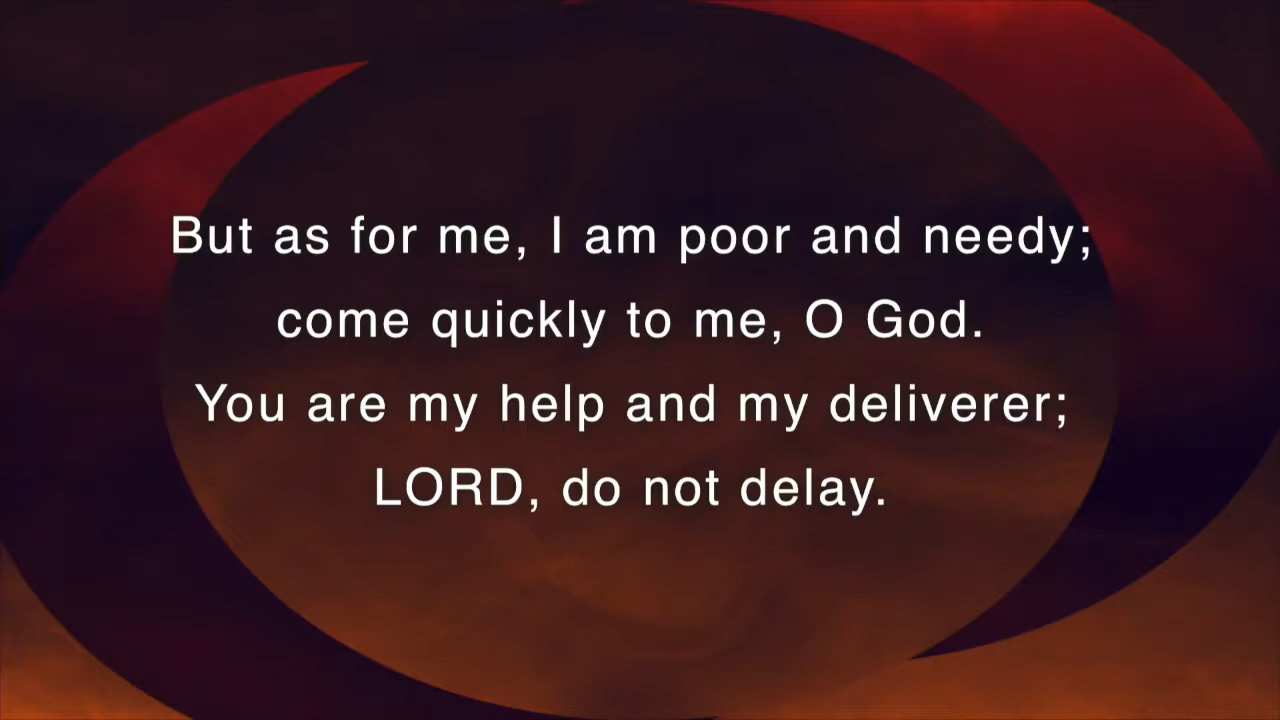 But as for me, I am poor and needy;
come quickly to me, O God.
You are my help and my deliverer;
LORD, do not delay.